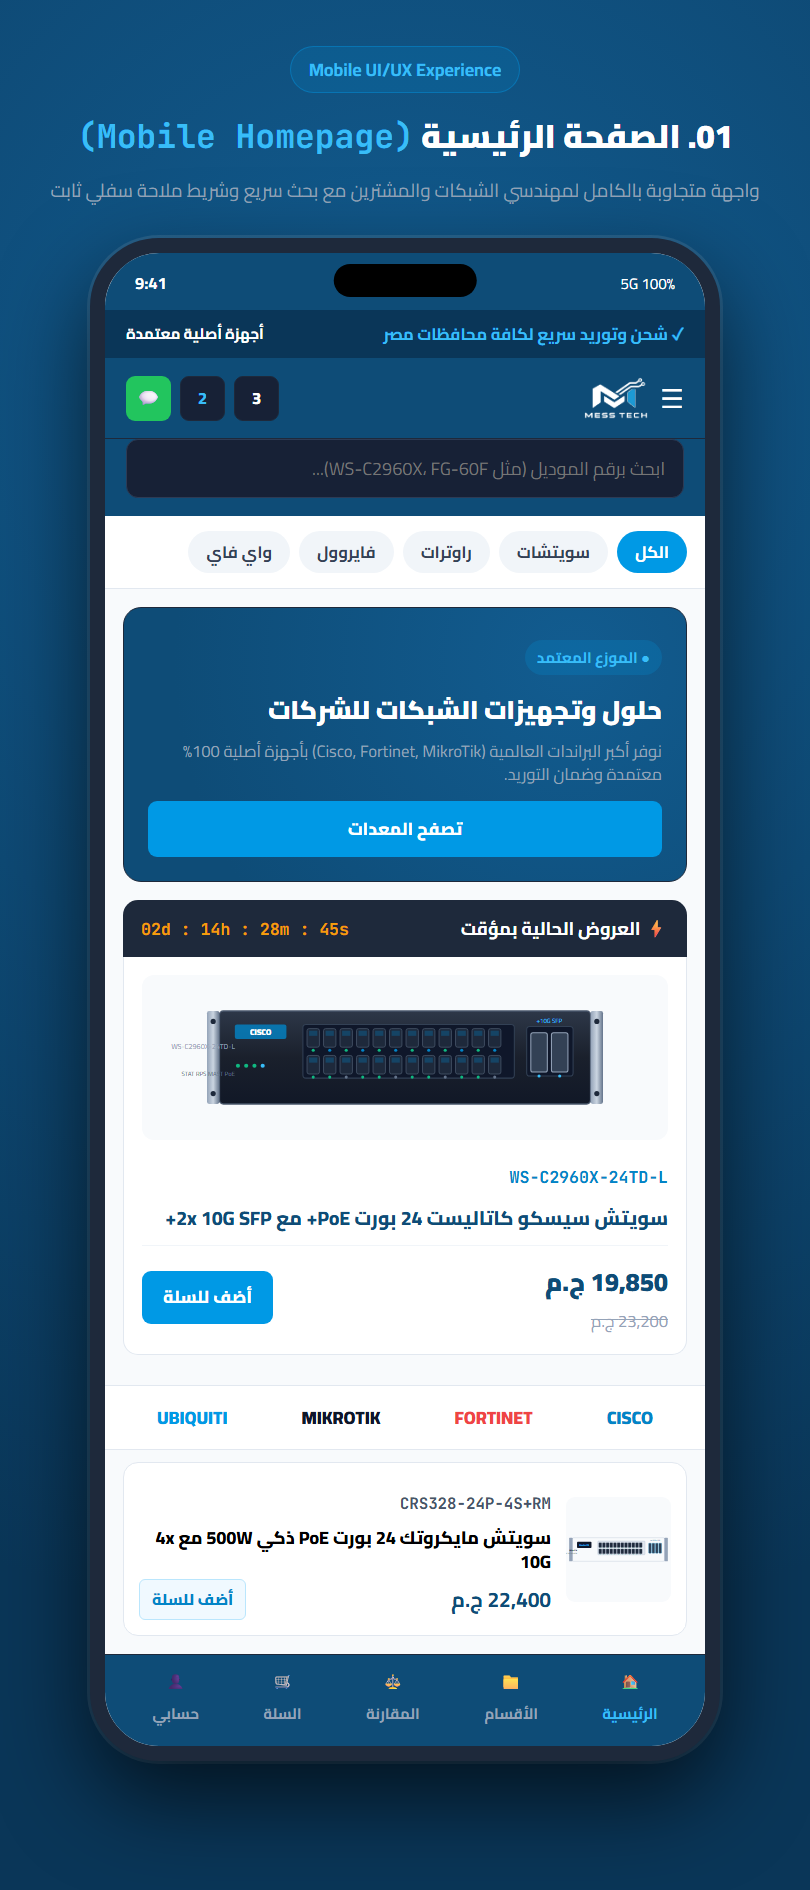 Mobile UI/UX Experience
01. الصفحة الرئيسية (Mobile Homepage)
واجهة متجاوبة بالكامل لمهندسي الشبكات والمشترين مع بحث سريع وشريط ملاحة سفلي ثابت
9:41
5G 100%
✓ شحن وتوريد سريع لكافة محافظات مصر
أجهزة أصلية معتمدة
MESS TECH
3
2
ابحث برقم الموديل (مثل WS-C2960X، FG-60F)...
الكل
سويتشات
راوترات
فايروول
واي فاي
● الموزع المعتمد
حلول وتجهيزات الشبكات للشركات
نوفر أكبر البراندات العالمية (Cisco, Fortinet, MikroTik) بأجهزة أصلية 100%
معتمدة وضمان التوريد.
تصفح المعدات
العروض الحالية بمؤقت
02d : 14h : 28m : 45s
CISCO
+10G SFP
WS-C2960X-24TD-L
سويتش سيسكو كاتاليست 24 بورت PoE+ مع 2x 10G SFP+
19,850 ج.م
23,200 ج.م
أضف للسلة
CISCO
FORTINET
MIKROTIK
UBIQUITI
CRS328-24P-4S+RM
سويتش مايكروتك 24 بورت PoE ذكي 500W مع 4x
10G
22,400 ج.م
أضف للسلة
الرئيسية
الأقسام
المقارنة
السلة
حسابي